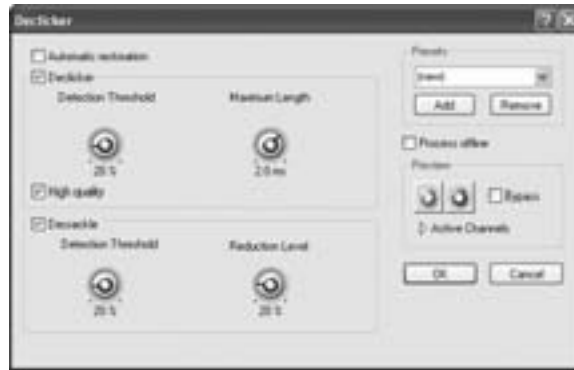 Declicker
Automatic restoration
Declicker
Detection Threshold
Maximum Length
20 %
2.0 ms
High quality
Decrackle
Detection Threshold
Reduction Level
20 %
20 %
Presets
(new)
Add
Remove
Process offline
Preview
Bypass
Active Channels
OK
Cancel